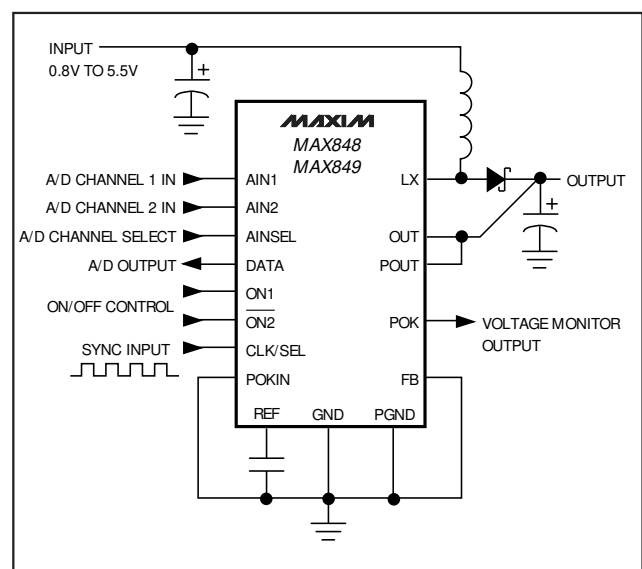 INPUT
0.8V TO 5.5V
+
MAXIM
MAX848
MAX849
A/D CHANNEL 1 IN
AIN1
LX
OUTPUT
A/D CHANNEL 2 IN
AIN2
+
A/D CHANNEL SELECT
AINSEL
OUT
A/D OUTPUT
DATA
POUT
ON/OFF CONTROL
ON1
ON2
POK
VOLTAGE MONITOR
OUTPUT
SYNC INPUT
CLK/SEL
POKIN
FB
REF
GND
PGND